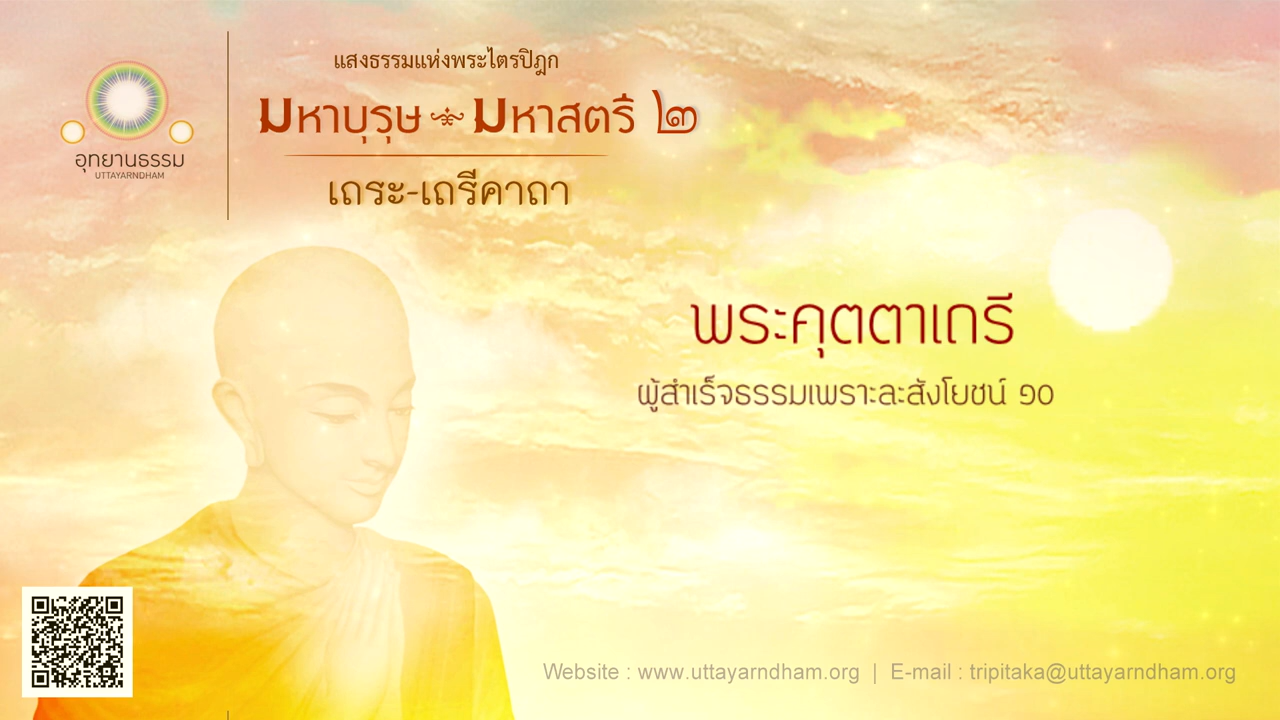 อุทยานธรรม
UTTAYARNDHAM
แสงธรรมแห่งพระไตรปิฎก
มหาบุรุษ มหาสตรี ๒
เถระ-เถรีคาถา
พระคุตตาเถรี
ผู้สำเร็จธรรมเพราะละสังโยชน์ ๑๐
Website : www.uttayarndham.org | E-mail : tripitaka@uttayarndham.org